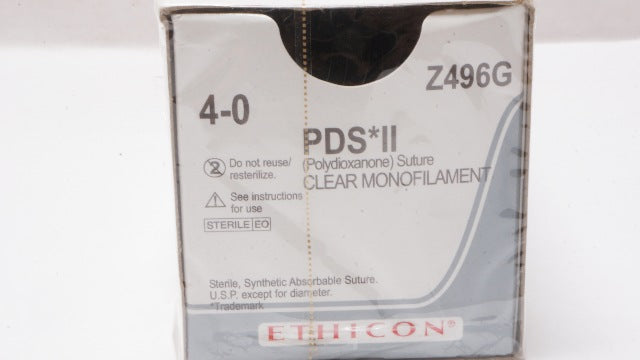 Z496G
4-0
PDS*II
(Polydioxanone) Suture
CLEAR MONOFILAMENT
2
Do not reuse/
resterilize.
See instructions
for use
STERILE EO
Sterile, Synthetic Absorbable Suture.
U.S.P. except for diameter.
*Trademark
ETHICON®